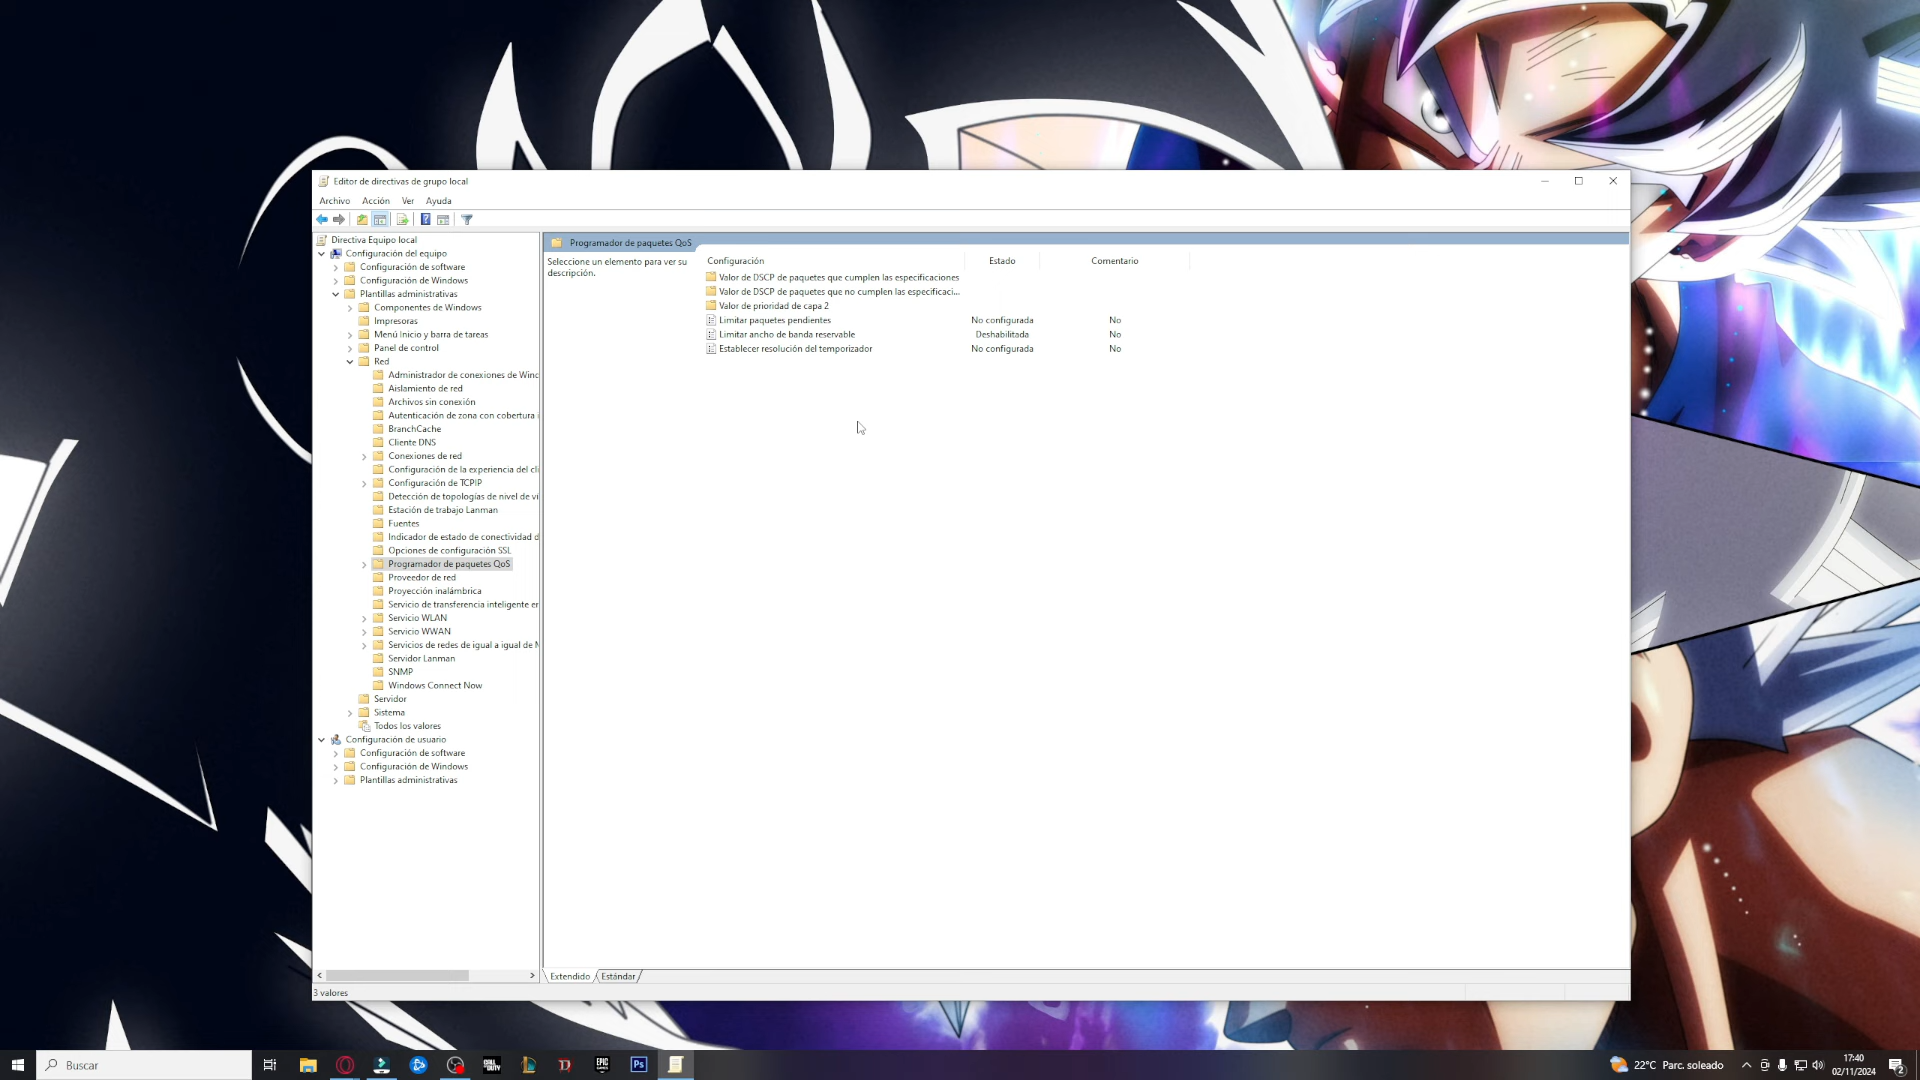 Editor de directivas de grupo local
Archivo Acción Ver Ayuda
Directiva Equipo local
Configuración del equipo
Configuración de software
Configuración de Windows
Plantillas administrativas
Componentes de Windows
Impresoras
Menú Inicio y barra de tareas
Panel de control
Red
Administrador de conexiones de Winc
Aislamiento de red
Archivos sin conexión
Autenticación de zona con cobertura
BranchCache
Cliente DNS
Conexiones de red
Configuración de la experiencia del cli
Configuración de TCPIP
Detección de topologías de nivel de ví
Estación de trabajo Lanman
Fuentes
Indicador de estado de conectividad d
Opciones de configuración SSL
Programador de paquetes QoS
Proveedor de red
Proyección inalámbrica
Servicio de transferencia inteligente er
Servicio WLAN
Servicio WWAN
Servicios de redes de igual a igual de N
Servidor Lanman
SNMP
Windows Connect Now
Servidor
Sistema
Todos los valores
Configuración de usuario
Configuración de software
Configuración de Windows
Plantillas administrativas
Programador de paquetes QoS
Seleccione un elemento para ver su
descripción.
Configuración Estado Comentario
Valor de DSCP de paquetes que cumplen las especificaciones
Valor de DSCP de paquetes que no cumplen las especificaci...
Valor de prioridad de capa 2
Limitar paquetes pendientes No configurada No
Limitar ancho de banda reservable Deshabilitada No
Establecer resolución del temporizador No configurada No
Extendido Estándar
3 valores
Buscar
CALL OF DUTY
EPIC GAMES
Ps
22°C Parc. soleado
17:40
02/11/2024
2